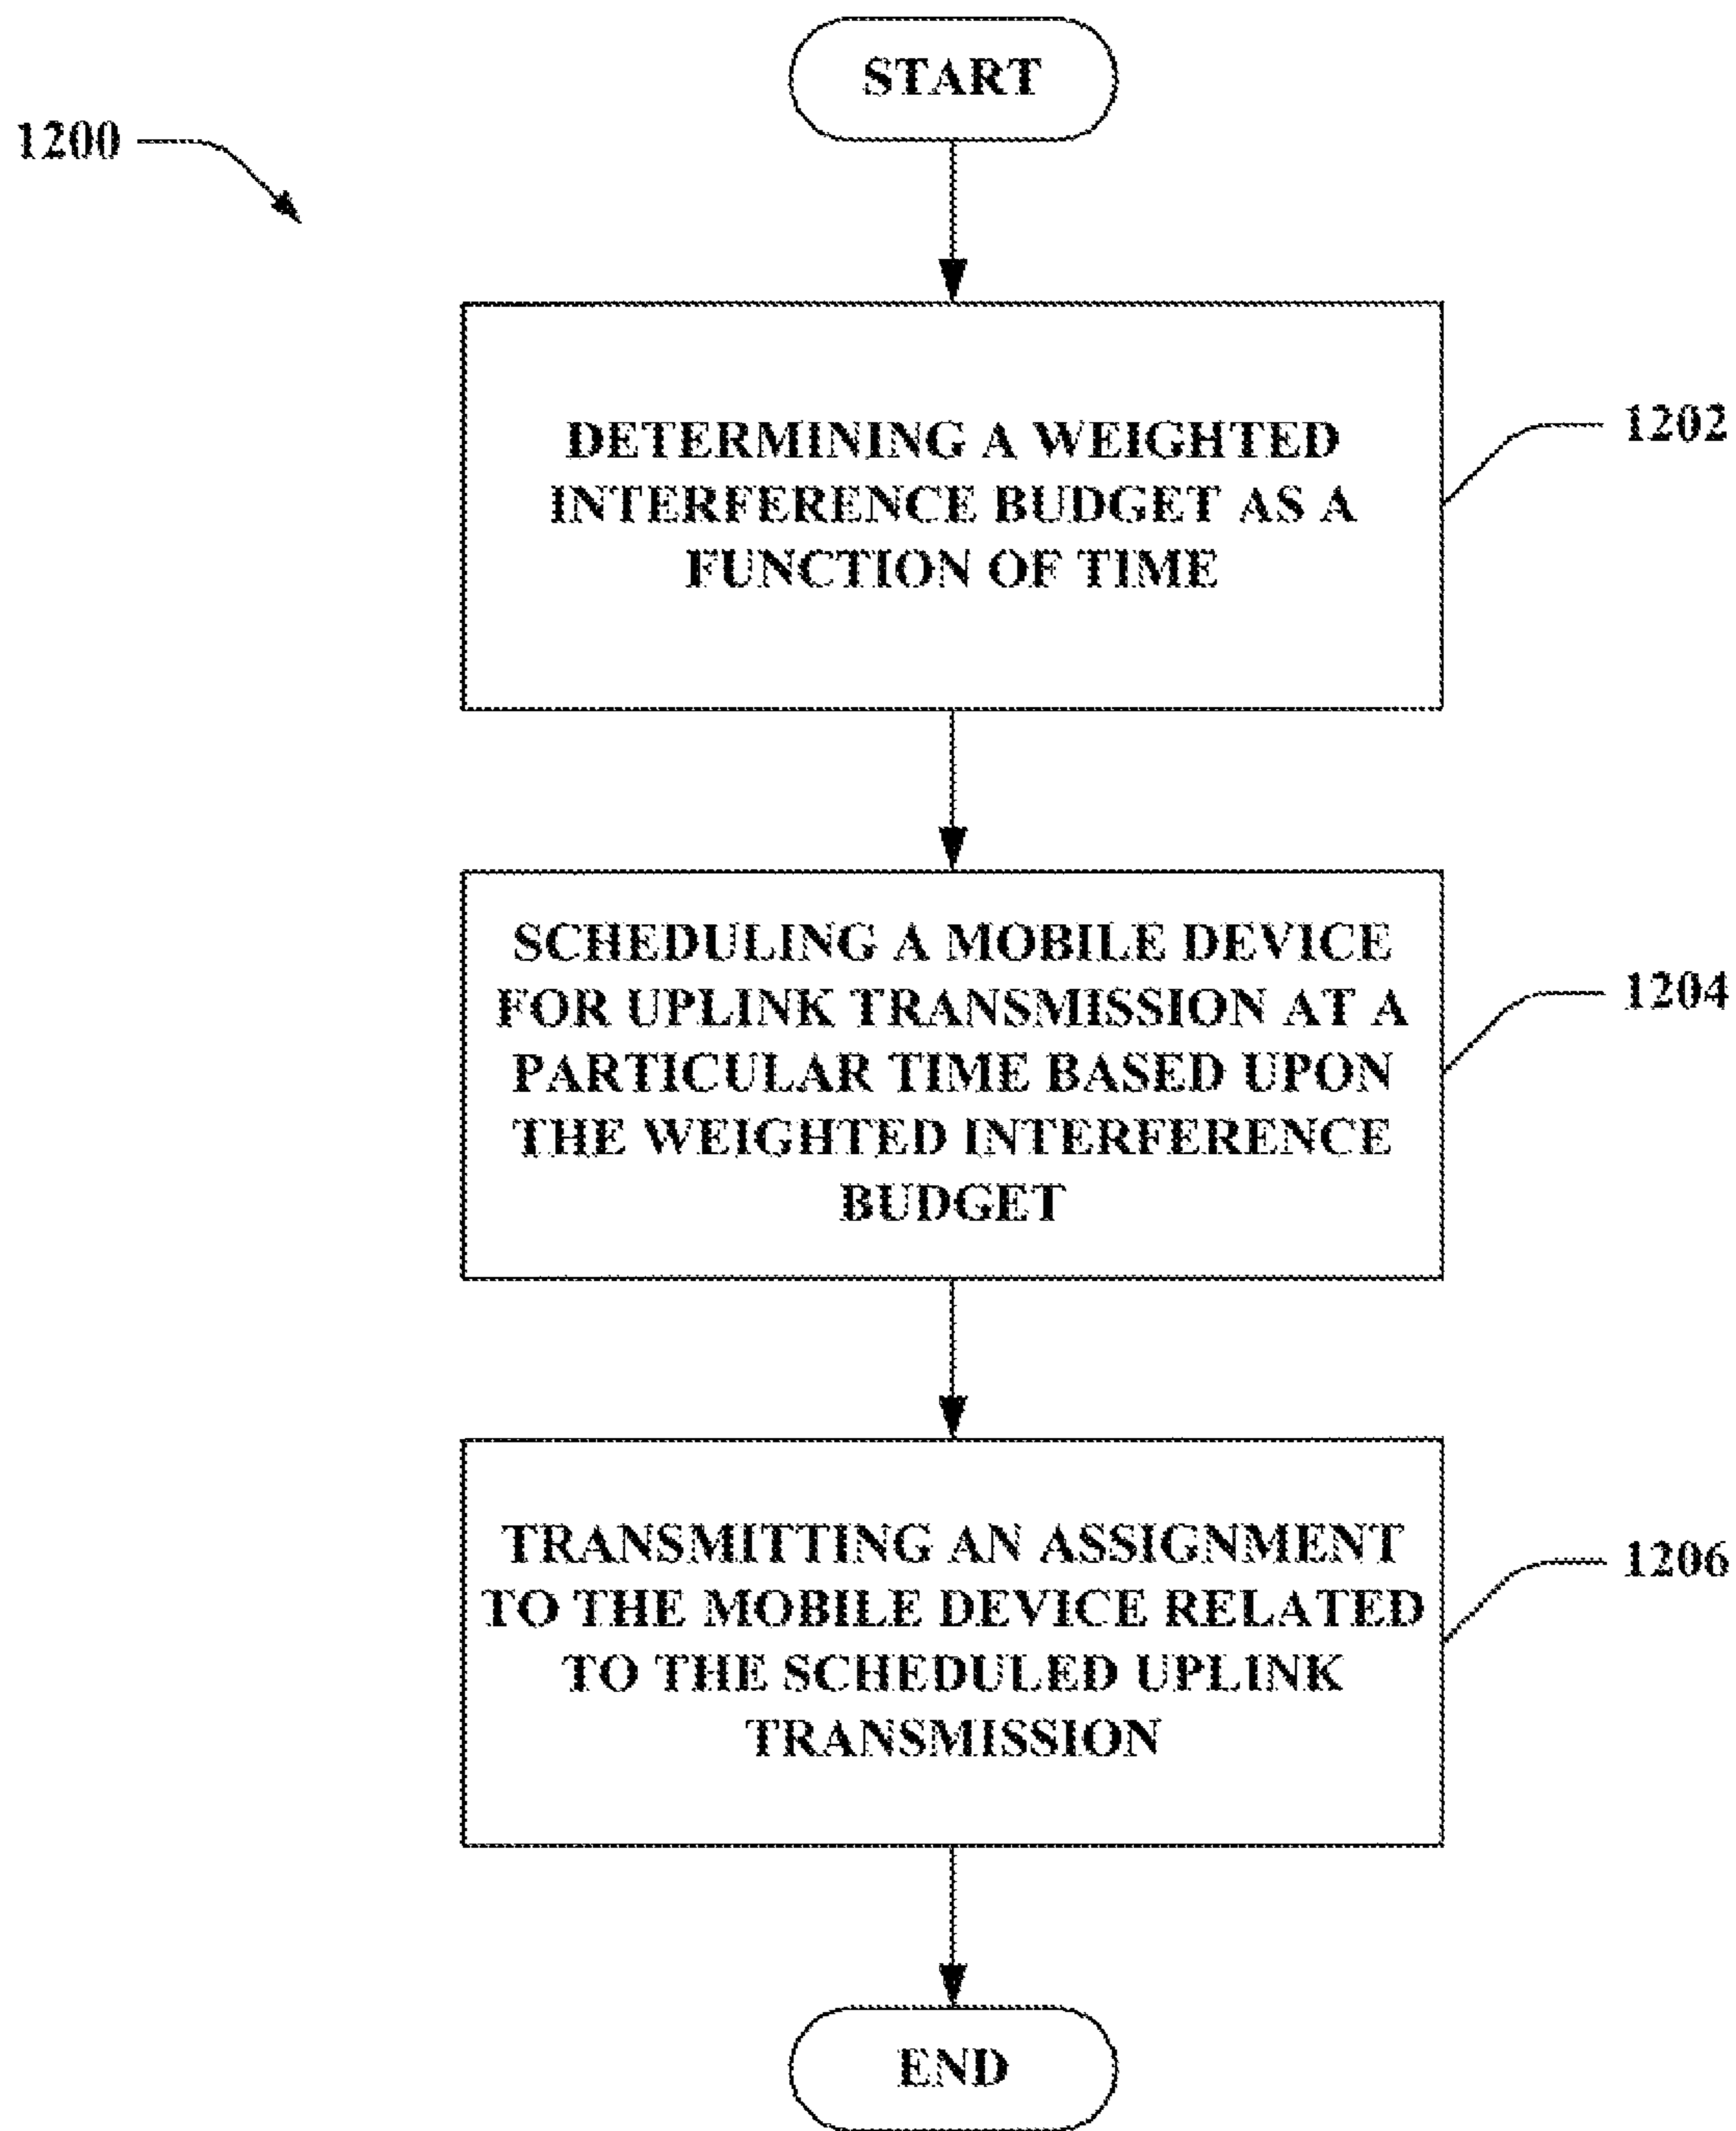 START
1200
DETERMINING A WEIGHTED
INTERFERENCE BUDGET AS A
FUNCTION OF TIME
1202
SCHEDULING A MOBILE DEVICE
FOR UPLINK TRANSMISSION AT A
PARTICULAR TIME BASED UPON
THE WEIGHTED INTERFERENCE
BUDGET
1204
TRANSMITTING AN ASSIGNMENT
TO THE MOBILE DEVICE RELATED
TO THE SCHEDULED UPLINK
TRANSMISSION
1206
END